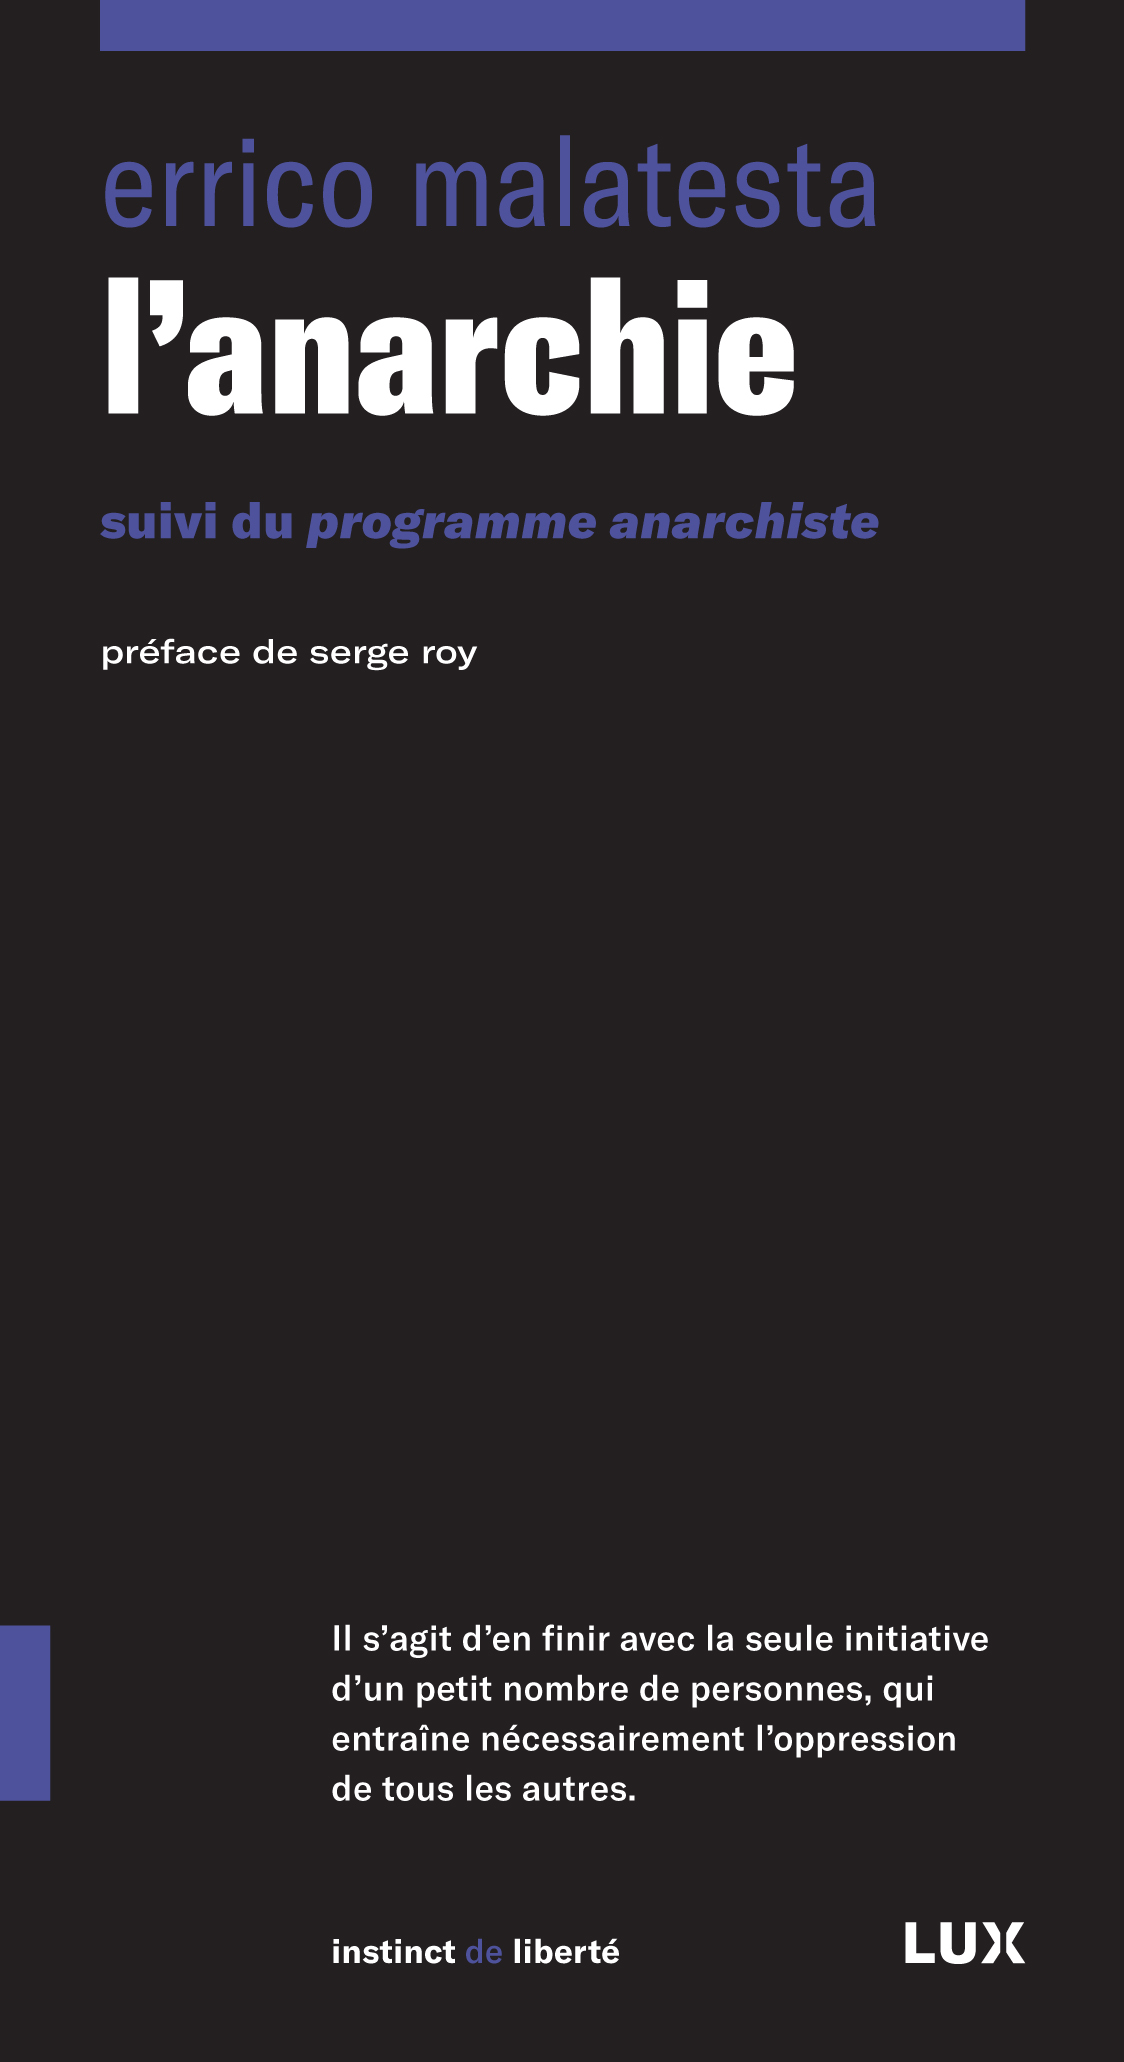 errico malatesta
l’anarchie
suivi du programme anarchiste
préface de serge roy
Il s’agit d’en finir avec la seule initiative
d’un petit nombre de personnes, qui
entraîne nécessairement l’oppression
de tous les autres.
instinct de liberté
LUX